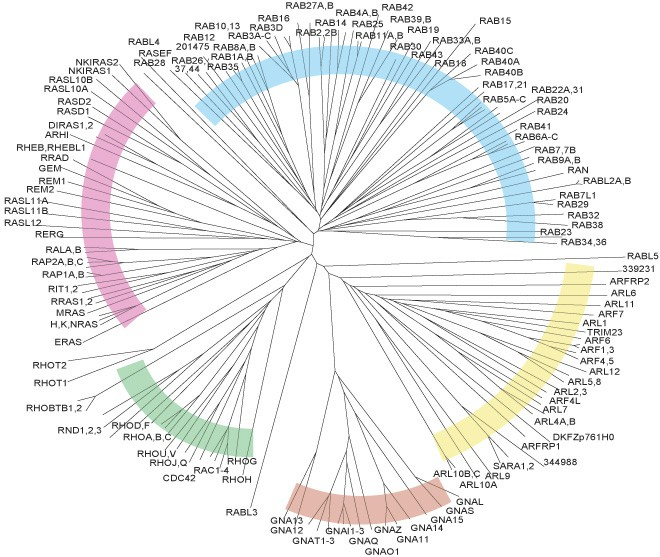 RAB27A,B
RAB42
RAB16
RAB4A,B
RAB39,B
RAB15
RAB10,13
RAB3D
RAB14
RAB25
RAB19
RAB12
RAB3A-C
RAB2,2B
RAB11A,B
RAB33A,B
RABL4
201475
RAB8A,B
RAB30
RAB40C
RASEF
RAB26
RAB1A,B
RAB43
RAB40A
NKIRAS2
RAB28
37,44
RAB35
RAB18
RAB40B
NKIRAS1
RASL10B
RAB17,21
RASL10A
RAB22A,31
RASD2
RAB5A-C
RAB20
RASD1
RAB24
DIRAS1,2
RAB41
ARHI
RAB6A-C
RHEB,RHEBL1
RAB7,7B
RRAD
RAB9A,B
GEM
RAN
REM1
RABL2A,B
REM2
RAB7L1
RASL11A
RAB29
RASL11B
RAB32
RASL12
RAB38
RERG
RAB23
RALA,B
RAB34,36
RAP2A,B,C
RABL5
RAP1A,B
339231
RIT1,2
ARFRP2
RRAS1,2
ARL6
MRAS
ARL11
H,K,NRAS
ARF7
ERAS
ARL1
TRIM23
ARF6
RHOT2
ARF1,3
ARF4,5
RHOT1
ARL12
ARL5,8
RHOBTB1,2
ARL2,3
ARF4L
RND1,2,3
ARL7
RHOD,F
ARL4A,B
RHOA,B,C
DKFZp761H0
RHOU,V
ARFRP1
RHOJ,Q
RHOG
344988
RAC1-4
SARA1,2
CDC42
RHOH
ARL10B,C
ARL9
ARL10A
RABL3
GNAL
GNAS
GNA13
GNA15
GNA12
GNAI1-3
GNAZ
GNA14
GNAT1-3
GNAQ
GNA11
GNAO1